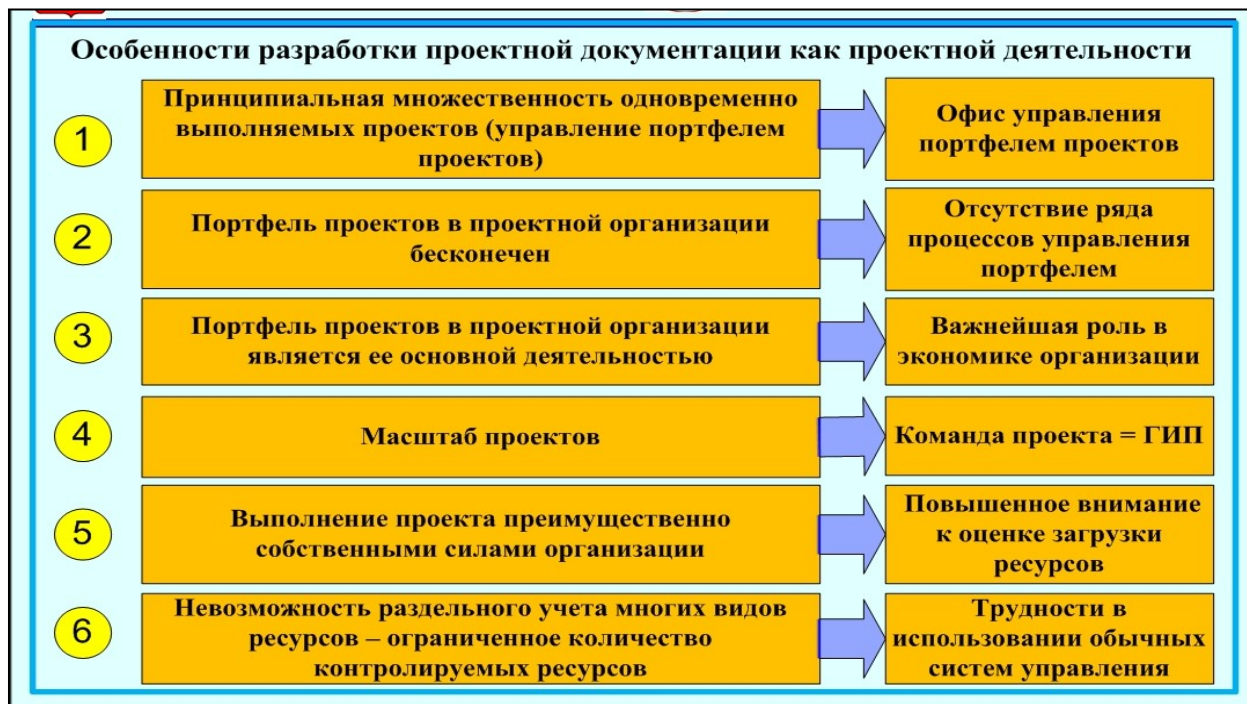 Особенности разработки проектной документации как проектной деятельности
1
Принципиальная множественность одновременно
выполняемых проектов (управление портфелем
проектов)
Офис управления
портфелем проектов
2
Портфель проектов в проектной организации
бесконечен
Отсутствие ряда
процессов управления
портфелем
3
Портфель проектов в проектной организации
является ее основной деятельностью
Важнейшая роль в
экономике организации
4
Масштаб проектов
Команда проекта = ГИП
5
Выполнение проекта преимущественно
собственными силами организации
Повышенное внимание
к оценке загрузки
ресурсов
6
Невозможность раздельного учета многих видов
ресурсов – ограниченное количество
контролируемых ресурсов
Трудности в
использовании обычных
систем управления